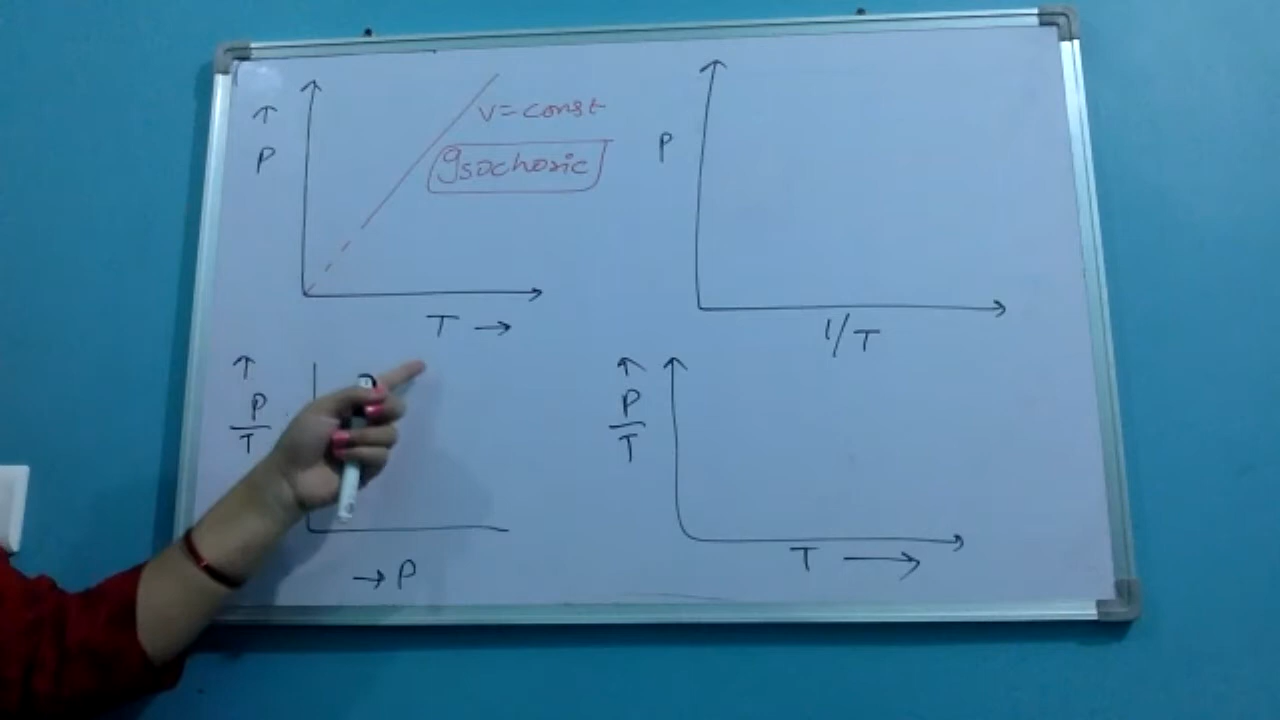 ↑
P
V = const
Isochoric
T →
P
1/T
↑
P
T
→ P
↑
P
T
T →